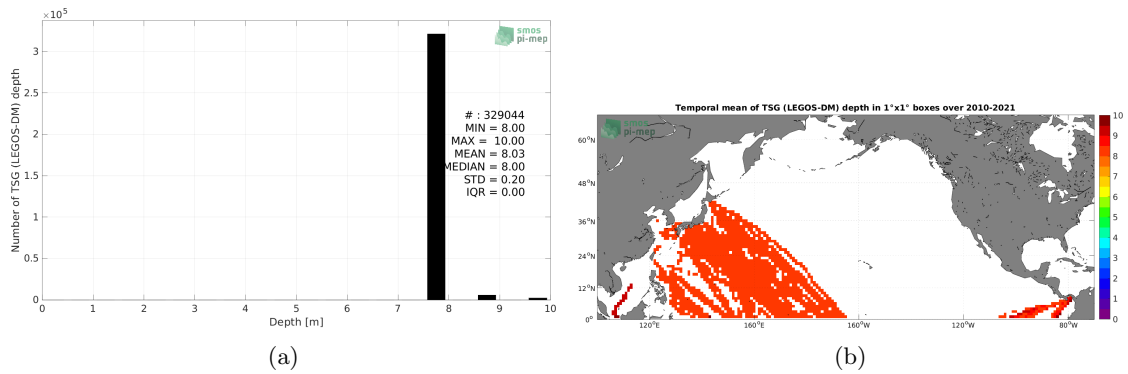 ×10⁵
smos
pi-mep
3
2.5
2
1.5
1
0.5
0
Number of TSG (LEGOS-DM) depth
# : 329044
MIN = 8.00
MAX = 10.00
MEAN = 8.03
MEDIAN = 8.00
STD = 0.20
IQR = 0.00
0 1 2 3 4 5 6 7 8 9 10
Depth [m]
(a)
Temporal mean of TSG (LEGOS-DM) depth in 1°x1° boxes over 2010-2021
smos
pi-mep
60°N
48°N
36°N
24°N
12°N
0°
120°E 160°E 160°W 120°W 80°W
10
9
8
7
6
5
4
3
2
1
0
(b)